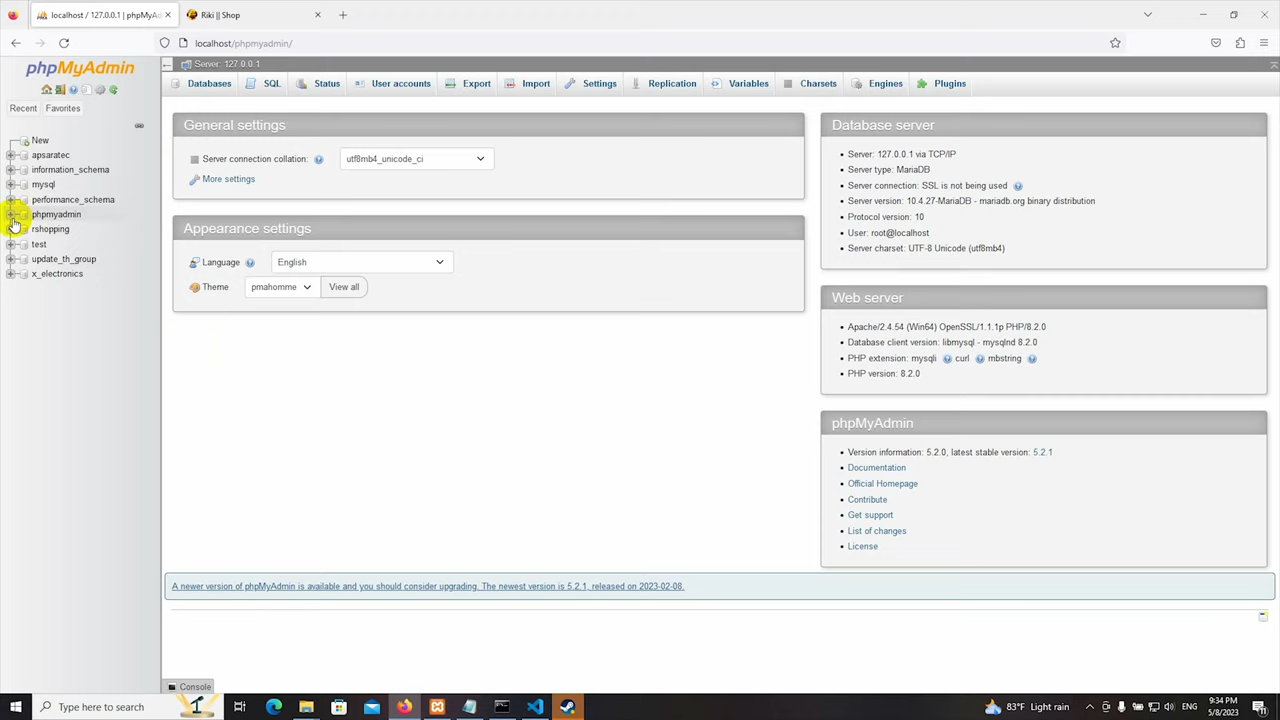 localhost / 127.0.0.1 | phpMyAd
Riki || Shop
localhost/phpmyadmin/
phpMyAdmin
Recent
Favorites
New
apsaratec
information_schema
mysql
performance_schema
phpmyadmin
rshopping
test
update_th_group
x_electronics
Server: 127.0.0.1
Databases
SQL
Status
User accounts
Export
Import
Settings
Replication
Variables
Charsets
Engines
Plugins
General settings
Server connection collation:
utf8mb4_unicode_ci
More settings
Appearance settings
Language
English
Theme
pmahomme
View all
Database server
Server: 127.0.0.1 via TCP/IP
Server type: MariaDB
Server connection: SSL is not being used
Server version: 10.4.27-MariaDB - mariadb.org binary distribution
Protocol version: 10
User: root@localhost
Server charset: UTF-8 Unicode (utf8mb4)
Web server
Apache/2.4.54 (Win64) OpenSSL/1.1.1p PHP/8.2.0
Database client version: libmysql - mysqlnd 8.2.0
PHP extension: mysqli curl mbstring
PHP version: 8.2.0
phpMyAdmin
Version information: 5.2.0, latest stable version: 5.2.1
Documentation
Official Homepage
Contribute
Get support
List of changes
License
A newer version of phpMyAdmin is available and you should consider upgrading. The newest version is 5.2.1, released on 2023-02-08.
Console
Type here to search
83°F Light rain
ENG
9:34 PM
5/8/2023